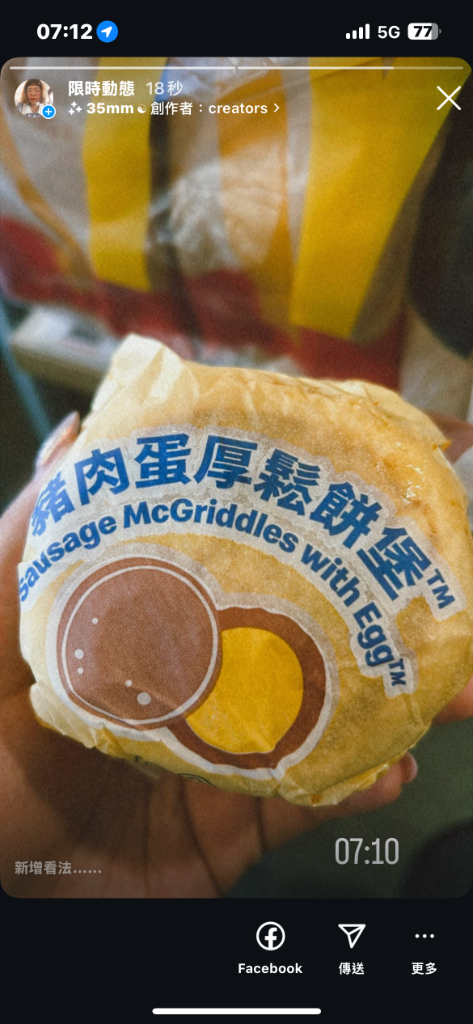 07:12
5G 77
限時動態 18秒
35mm 創作者：creators >
豬肉蛋厚鬆餅堡™
Sausage McGriddles with Egg™
07:10
新增看法......
Facebook 傳送 更多